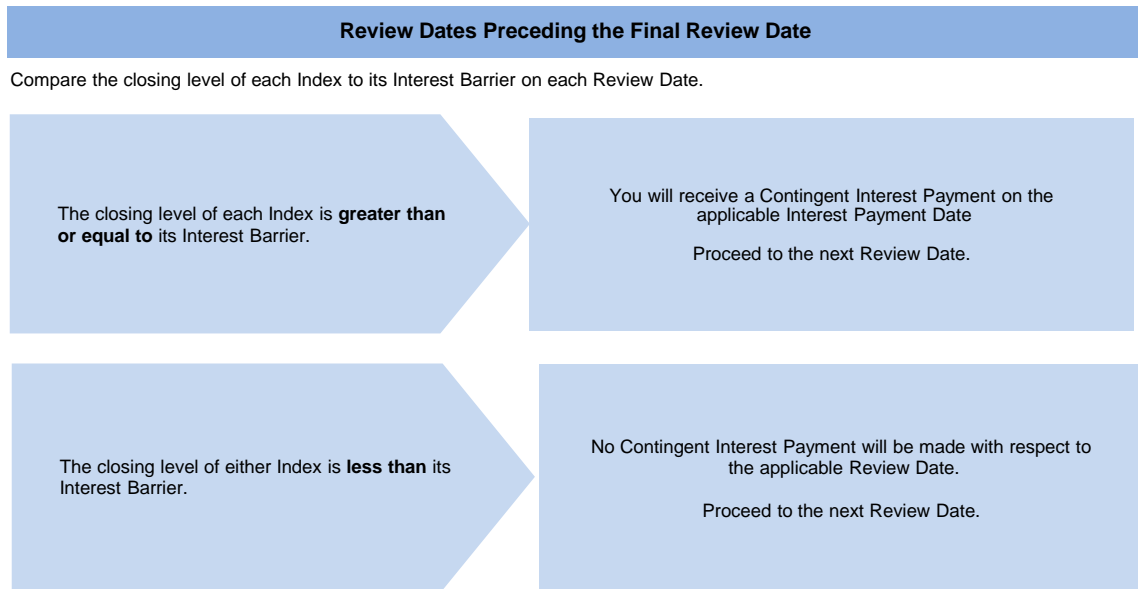 Review Dates Preceding the Final Review Date
Compare the closing level of each Index to its Interest Barrier on each Review Date.
The closing level of each Index is greater than
or equal to its Interest Barrier.
You will receive a Contingent Interest Payment on the
applicable Interest Payment Date
Proceed to the next Review Date.
The closing level of either Index is less than its
Interest Barrier.
No Contingent Interest Payment will be made with respect to
the applicable Review Date.
Proceed to the next Review Date.